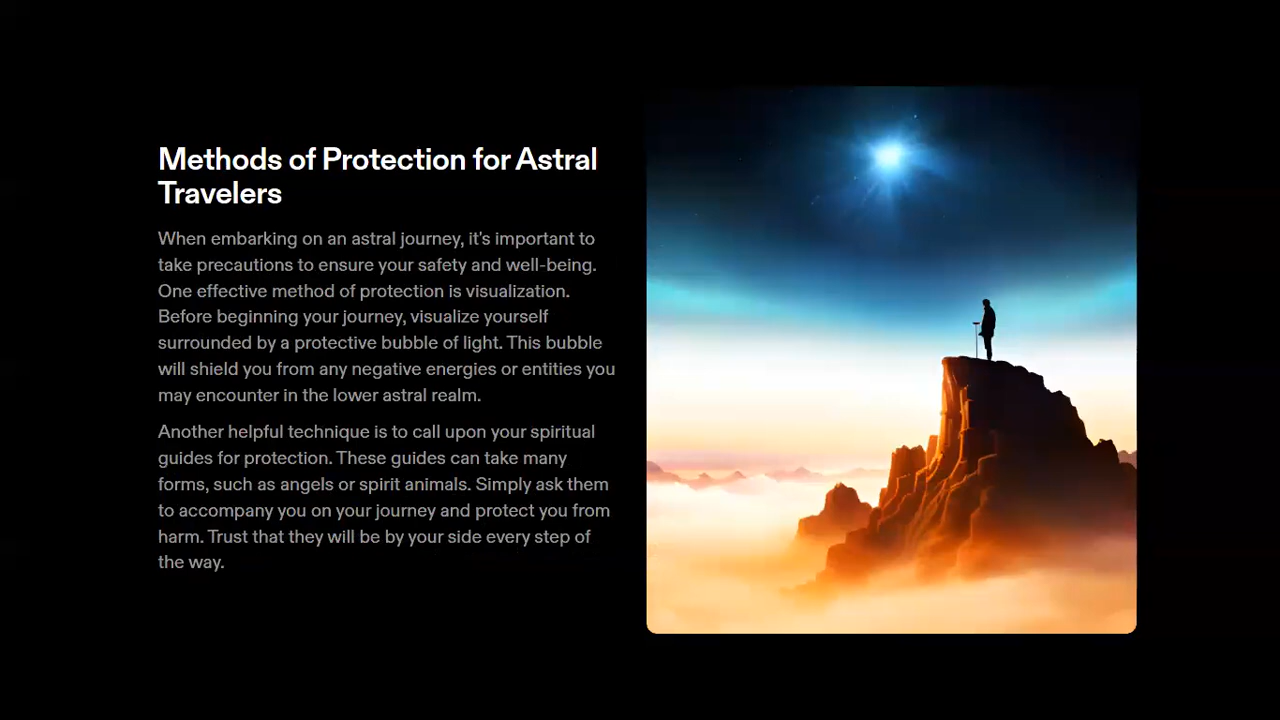 Methods of Protection for Astral
Travelers
When embarking on an astral journey, it's important to
take precautions to ensure your safety and well-being.
One effective method of protection is visualization.
Before beginning your journey, visualize yourself
surrounded by a protective bubble of light. This bubble
will shield you from any negative energies or entities you
may encounter in the lower astral realm.
Another helpful technique is to call upon your spiritual
guides for protection. These guides can take many
forms, such as angels or spirit animals. Simply ask them
to accompany you on your journey and protect you from
harm. Trust that they will be by your side every step of
the way.